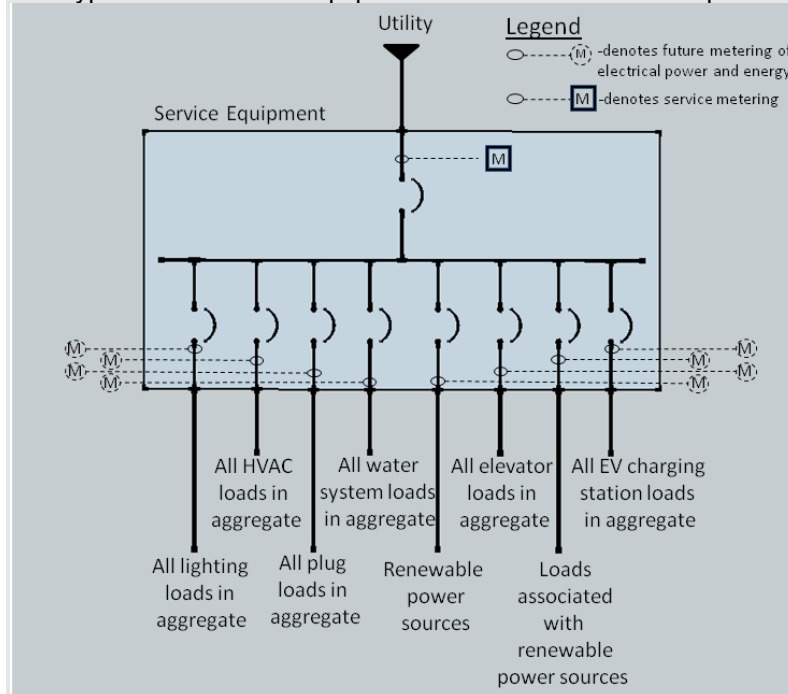 Utility
Legend
M -denotes future metering of
electrical power and energy
M -denotes service metering
Service Equipment
M
M
M
M
M
M
M
M
M
All HVAC
loads in
aggregate
All water
system loads
in aggregate
All elevator
loads in
aggregate
All EV charging
station loads
in aggregate
All lighting
loads in
aggregate
All plug
loads in
aggregate
Renewable
power
sources
Loads
associated
with
renewable
power sources